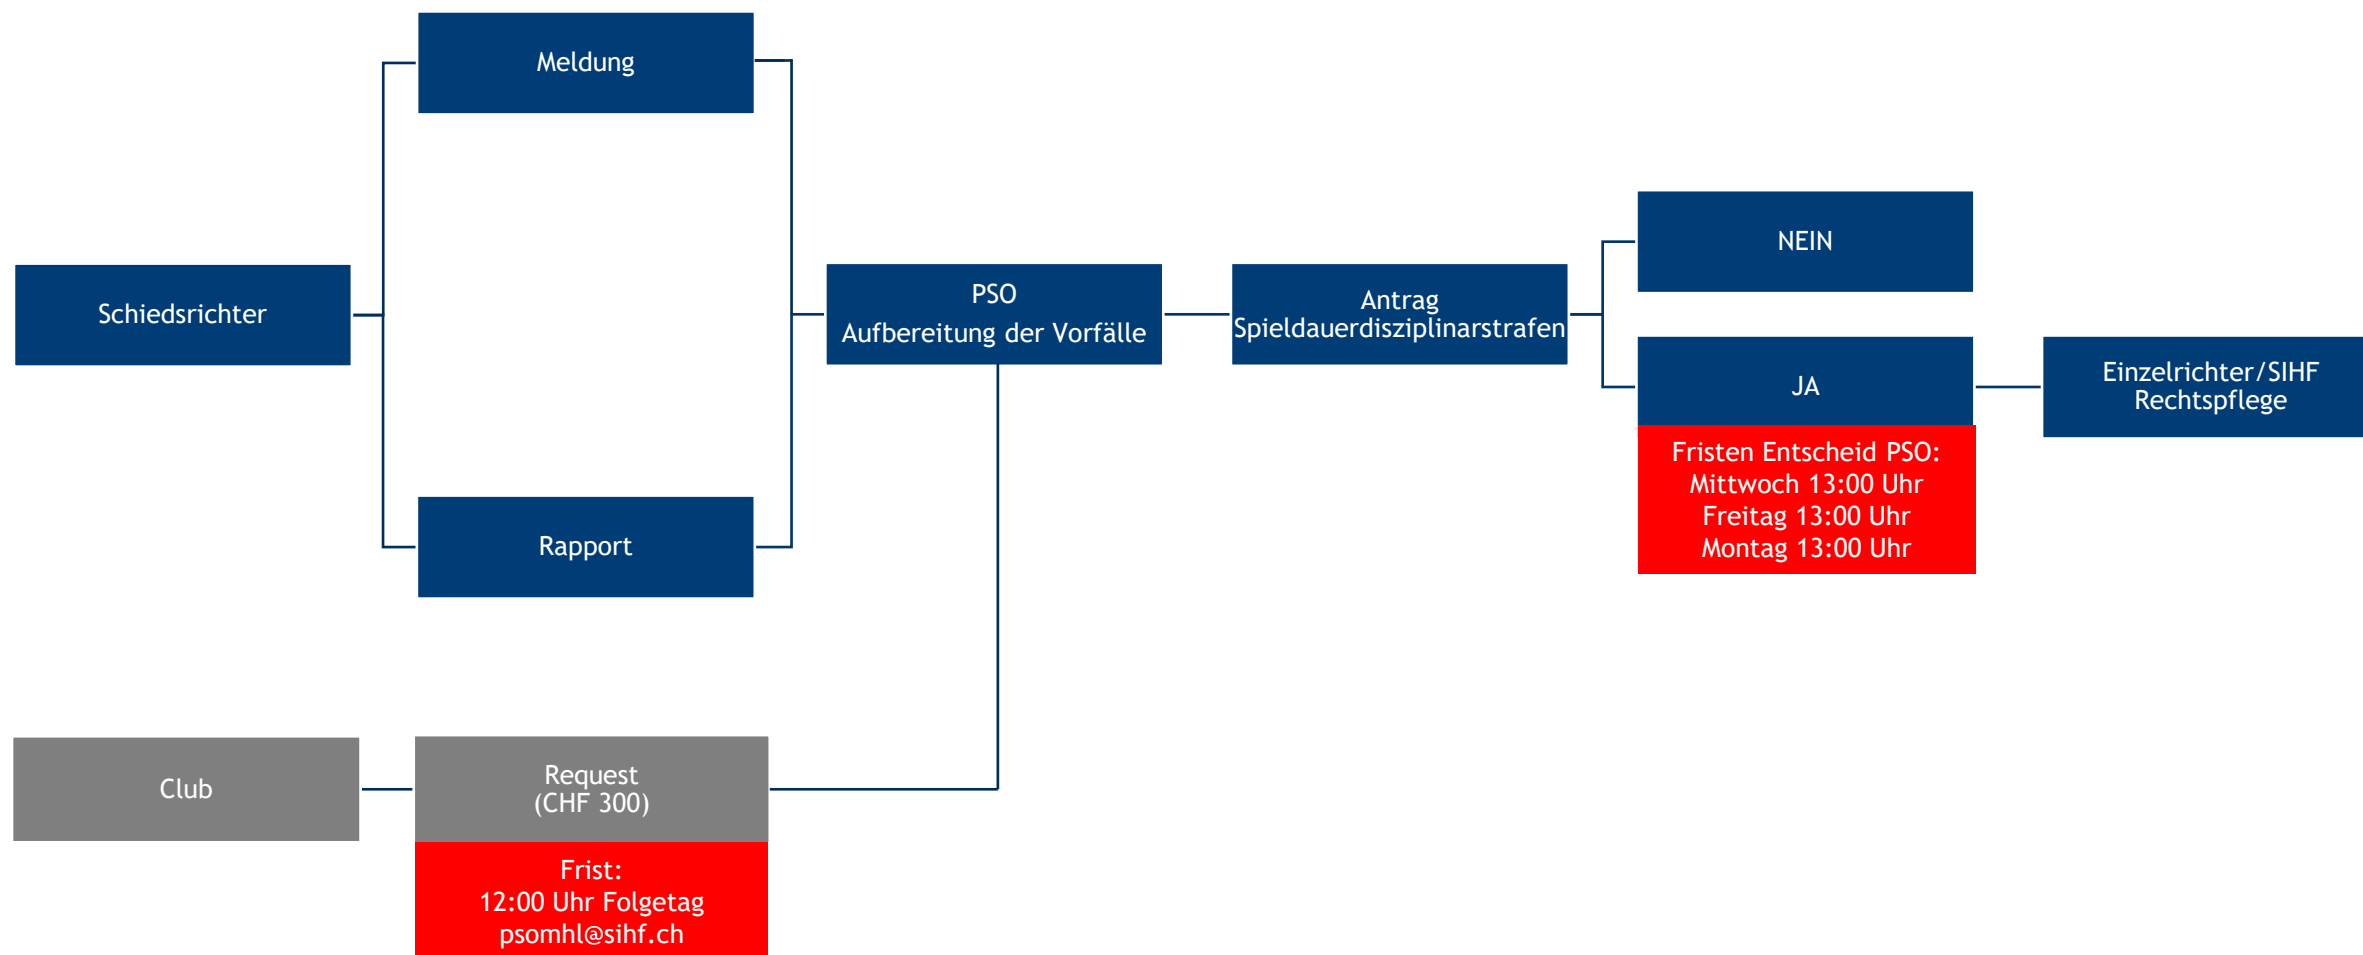 Meldung
Schiedsrichter
Rapport
PSO
Aufbereitung der Vorfälle
Antrag
Spieldauerdisziplinarstrafen
NEIN
JA
Fristen Entscheid PSO:
Mittwoch 13:00 Uhr
Freitag 13:00 Uhr
Montag 13:00 Uhr
Einzelrichter/SIHF
Rechtspflege
Club
Request
(CHF 300)
Frist:
12:00 Uhr Folgetag
psomhl@sihf.ch